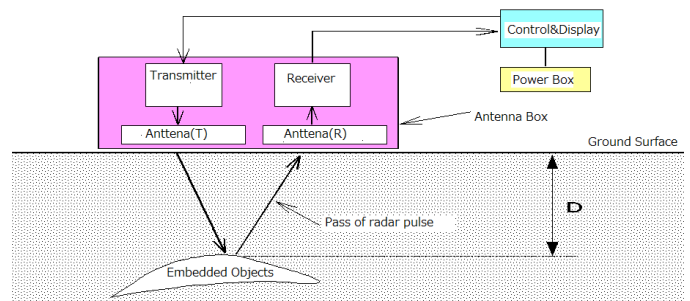 Control&Display
Transmitter
Receiver
Power Box
Antenna Box
Anttena(T)
Anttena(R)
Ground Surface
D
Pass of radar pulse
Embedded Objects